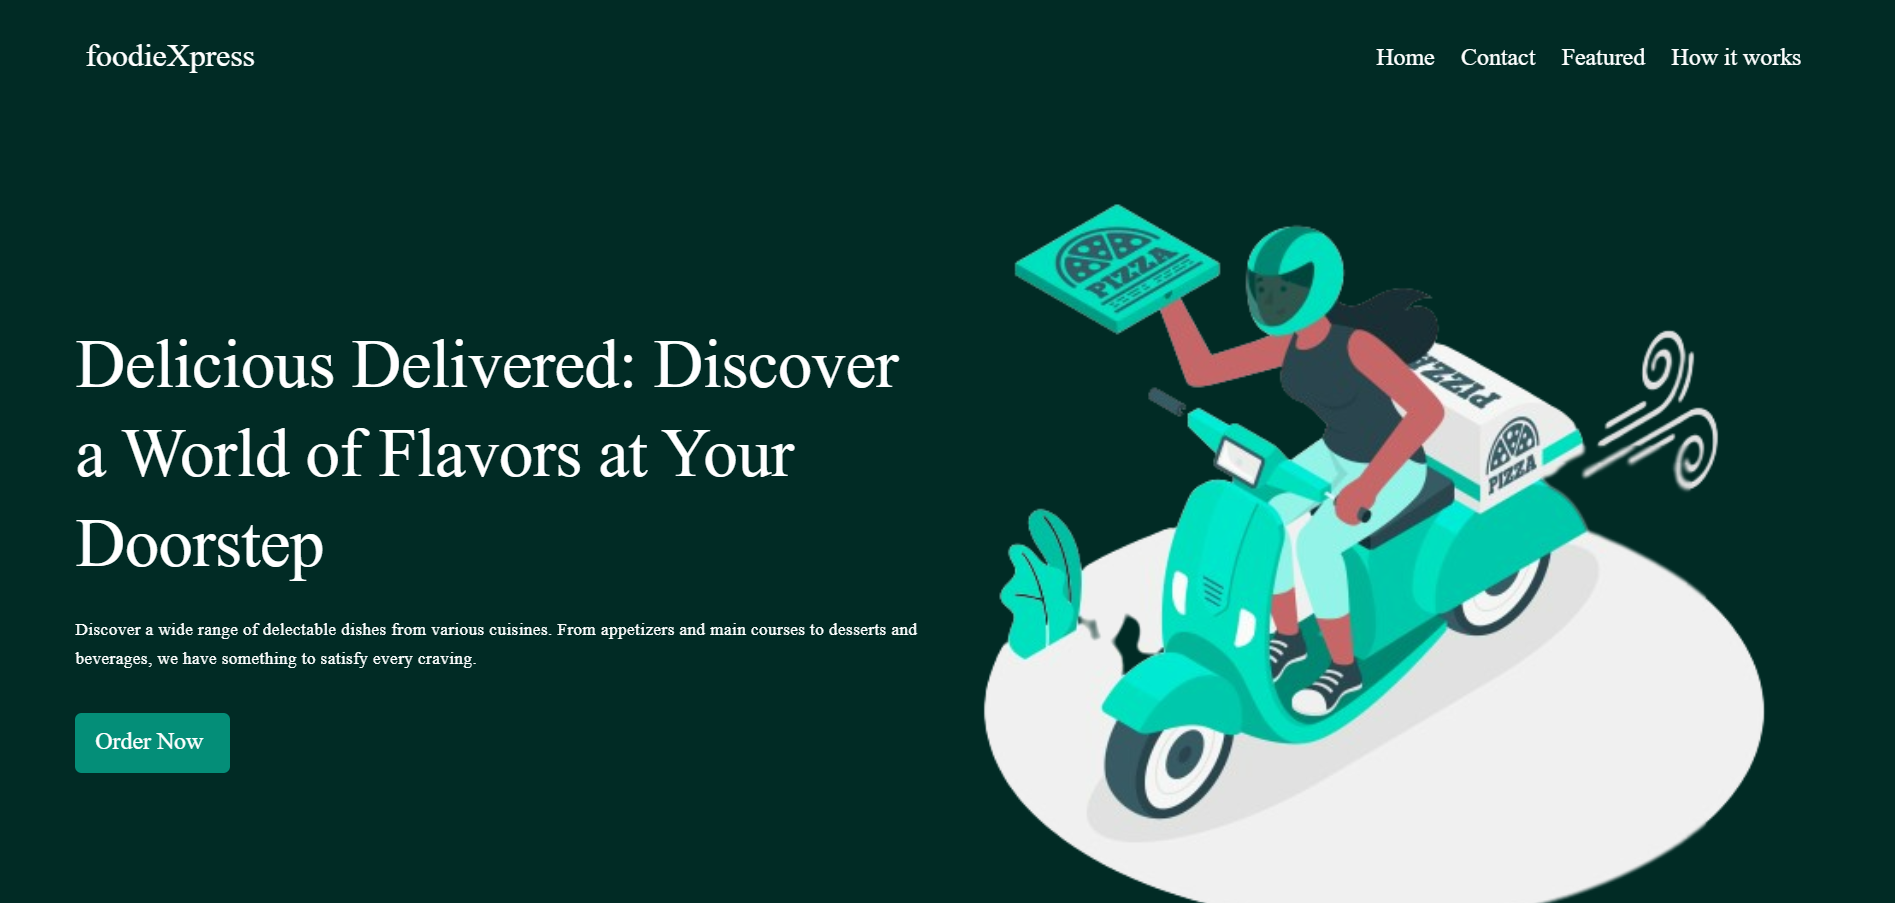 foodieXpress
Home Contact Featured How it works
PIZZA
PIZZA
PIZZA
Delicious Delivered: Discover
a World of Flavors at Your
Doorstep
Discover a wide range of delectable dishes from various cuisines. From appetizers and main courses to desserts and
beverages, we have something to satisfy every craving.
Order Now